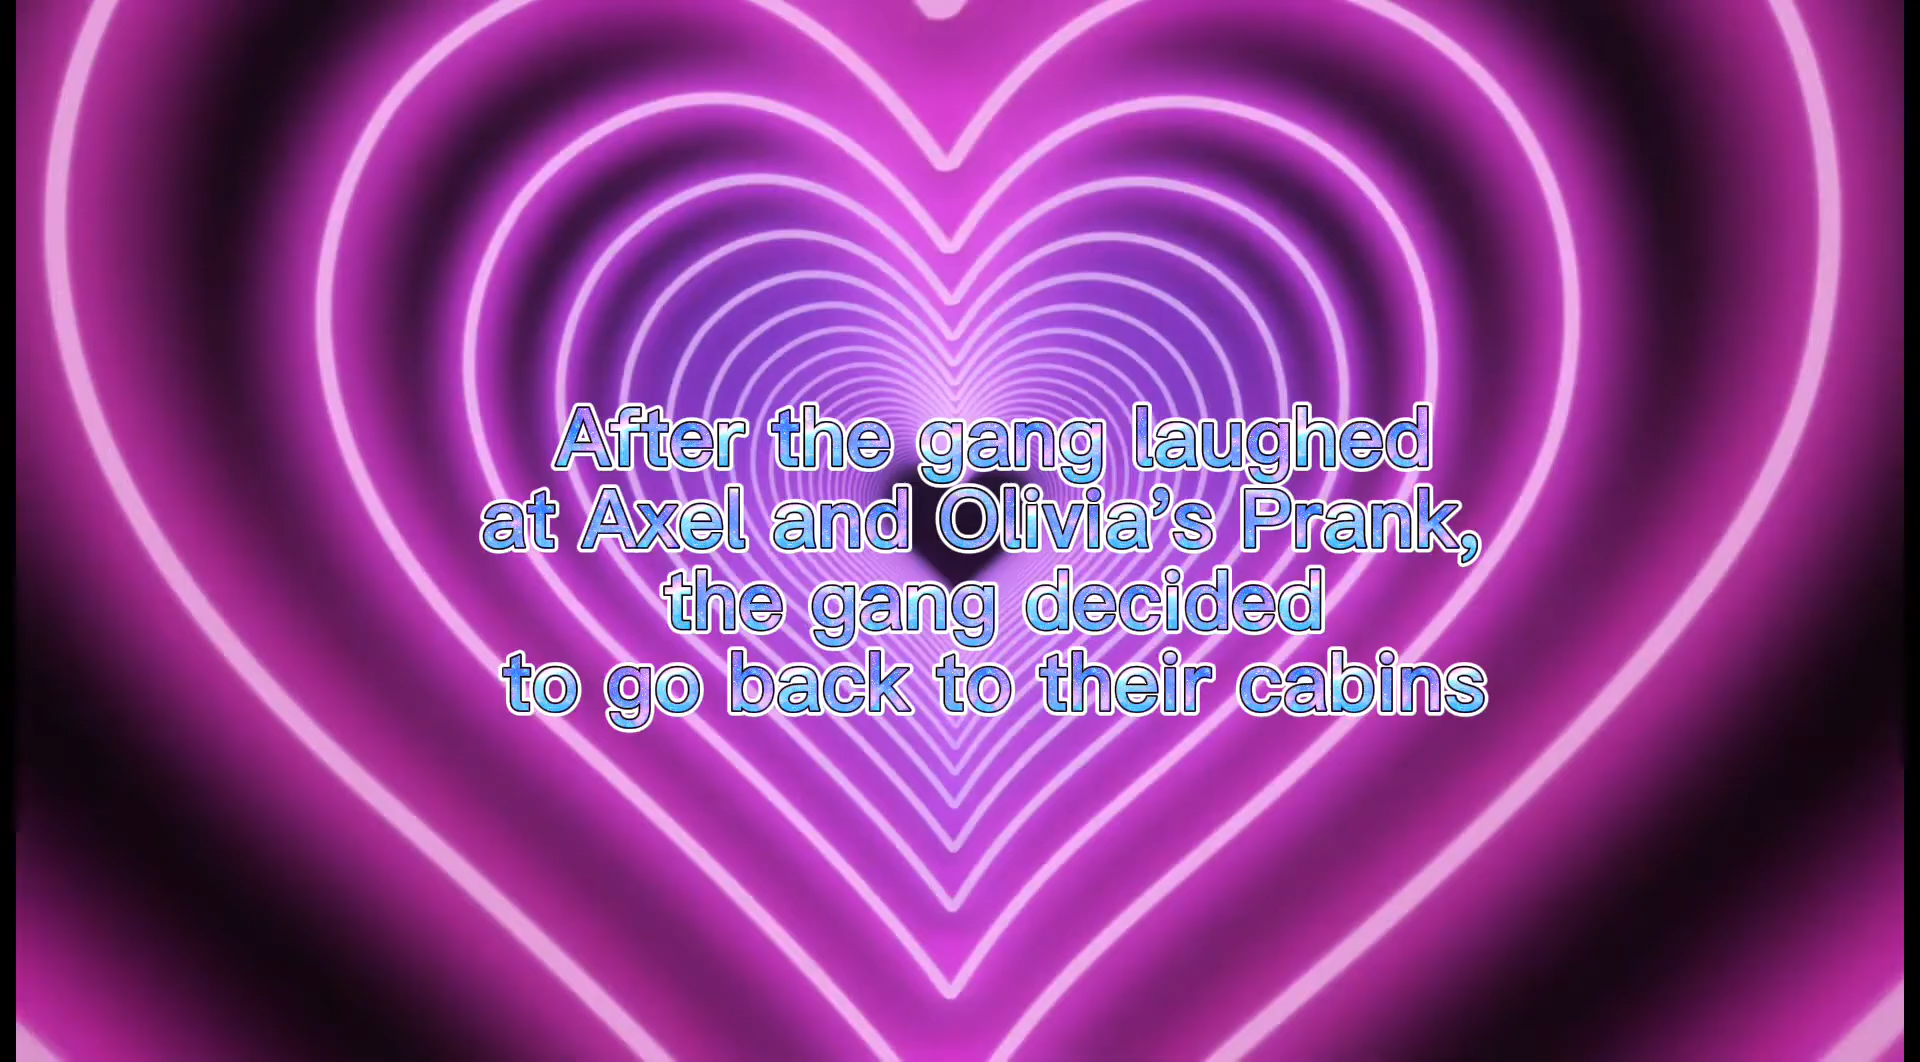 After the gang laughed
at Axel and Olivia’s Prank,
the gang decided
to go back to their cabins